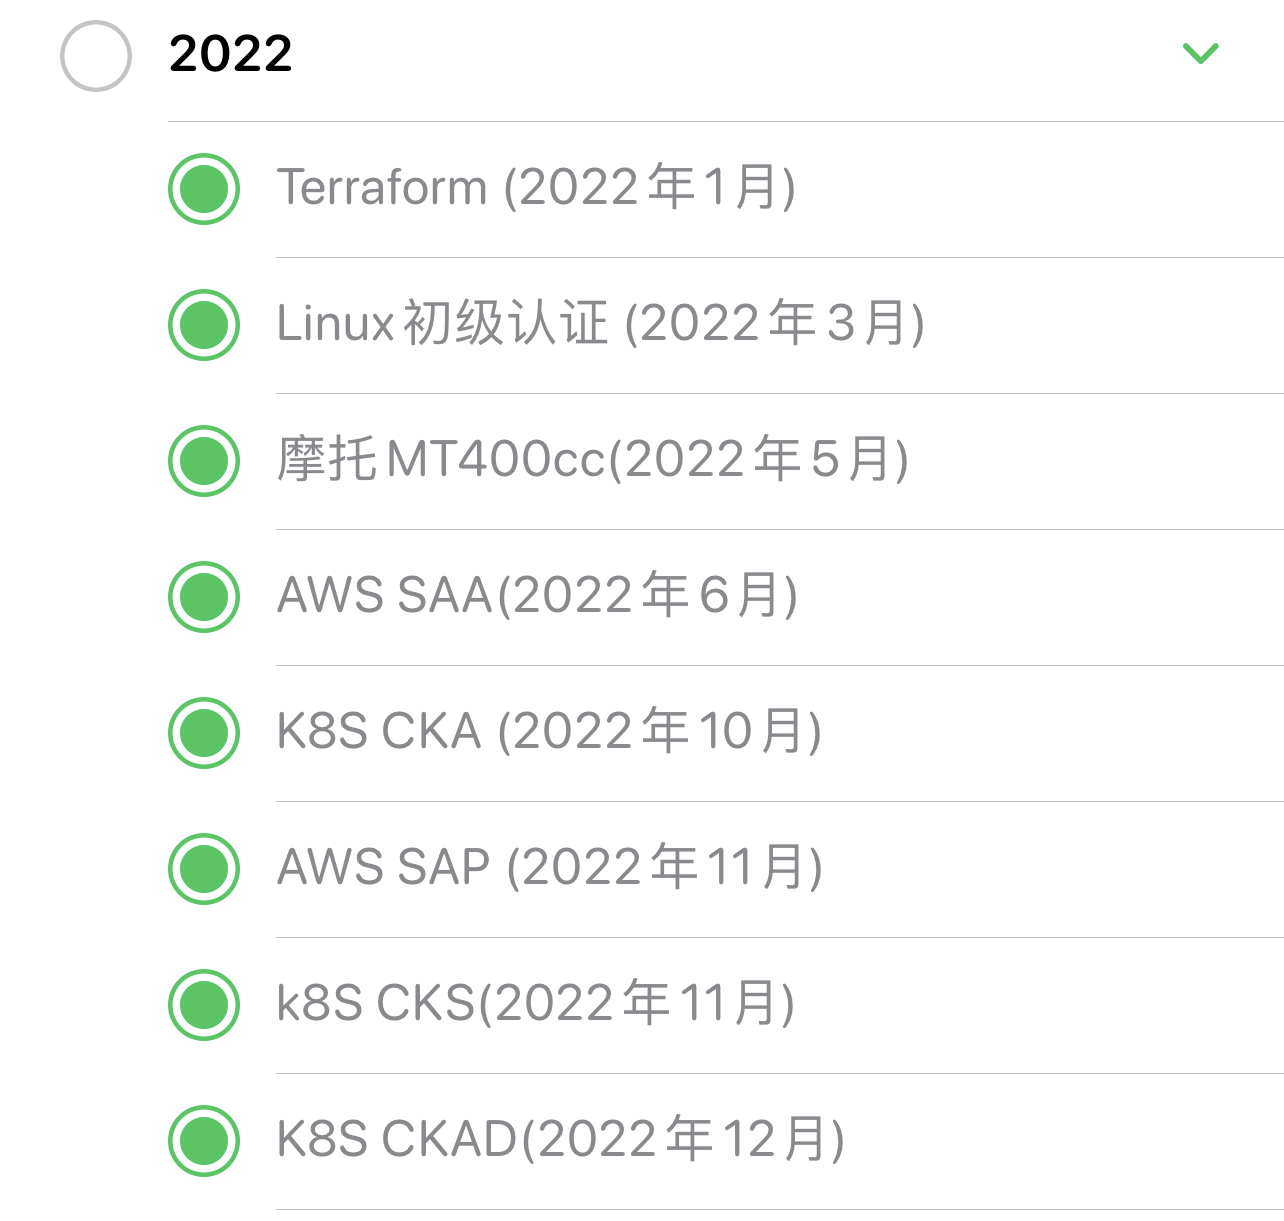 2022
Terraform (2022年1月)
Linux初级认证 (2022年3月)
摩托MT400cc(2022年5月)
AWS SAA(2022年6月)
K8S CKA (2022年10月)
AWS SAP (2022年11月)
k8S CKS(2022年11月)
K8S CKAD(2022年12月)